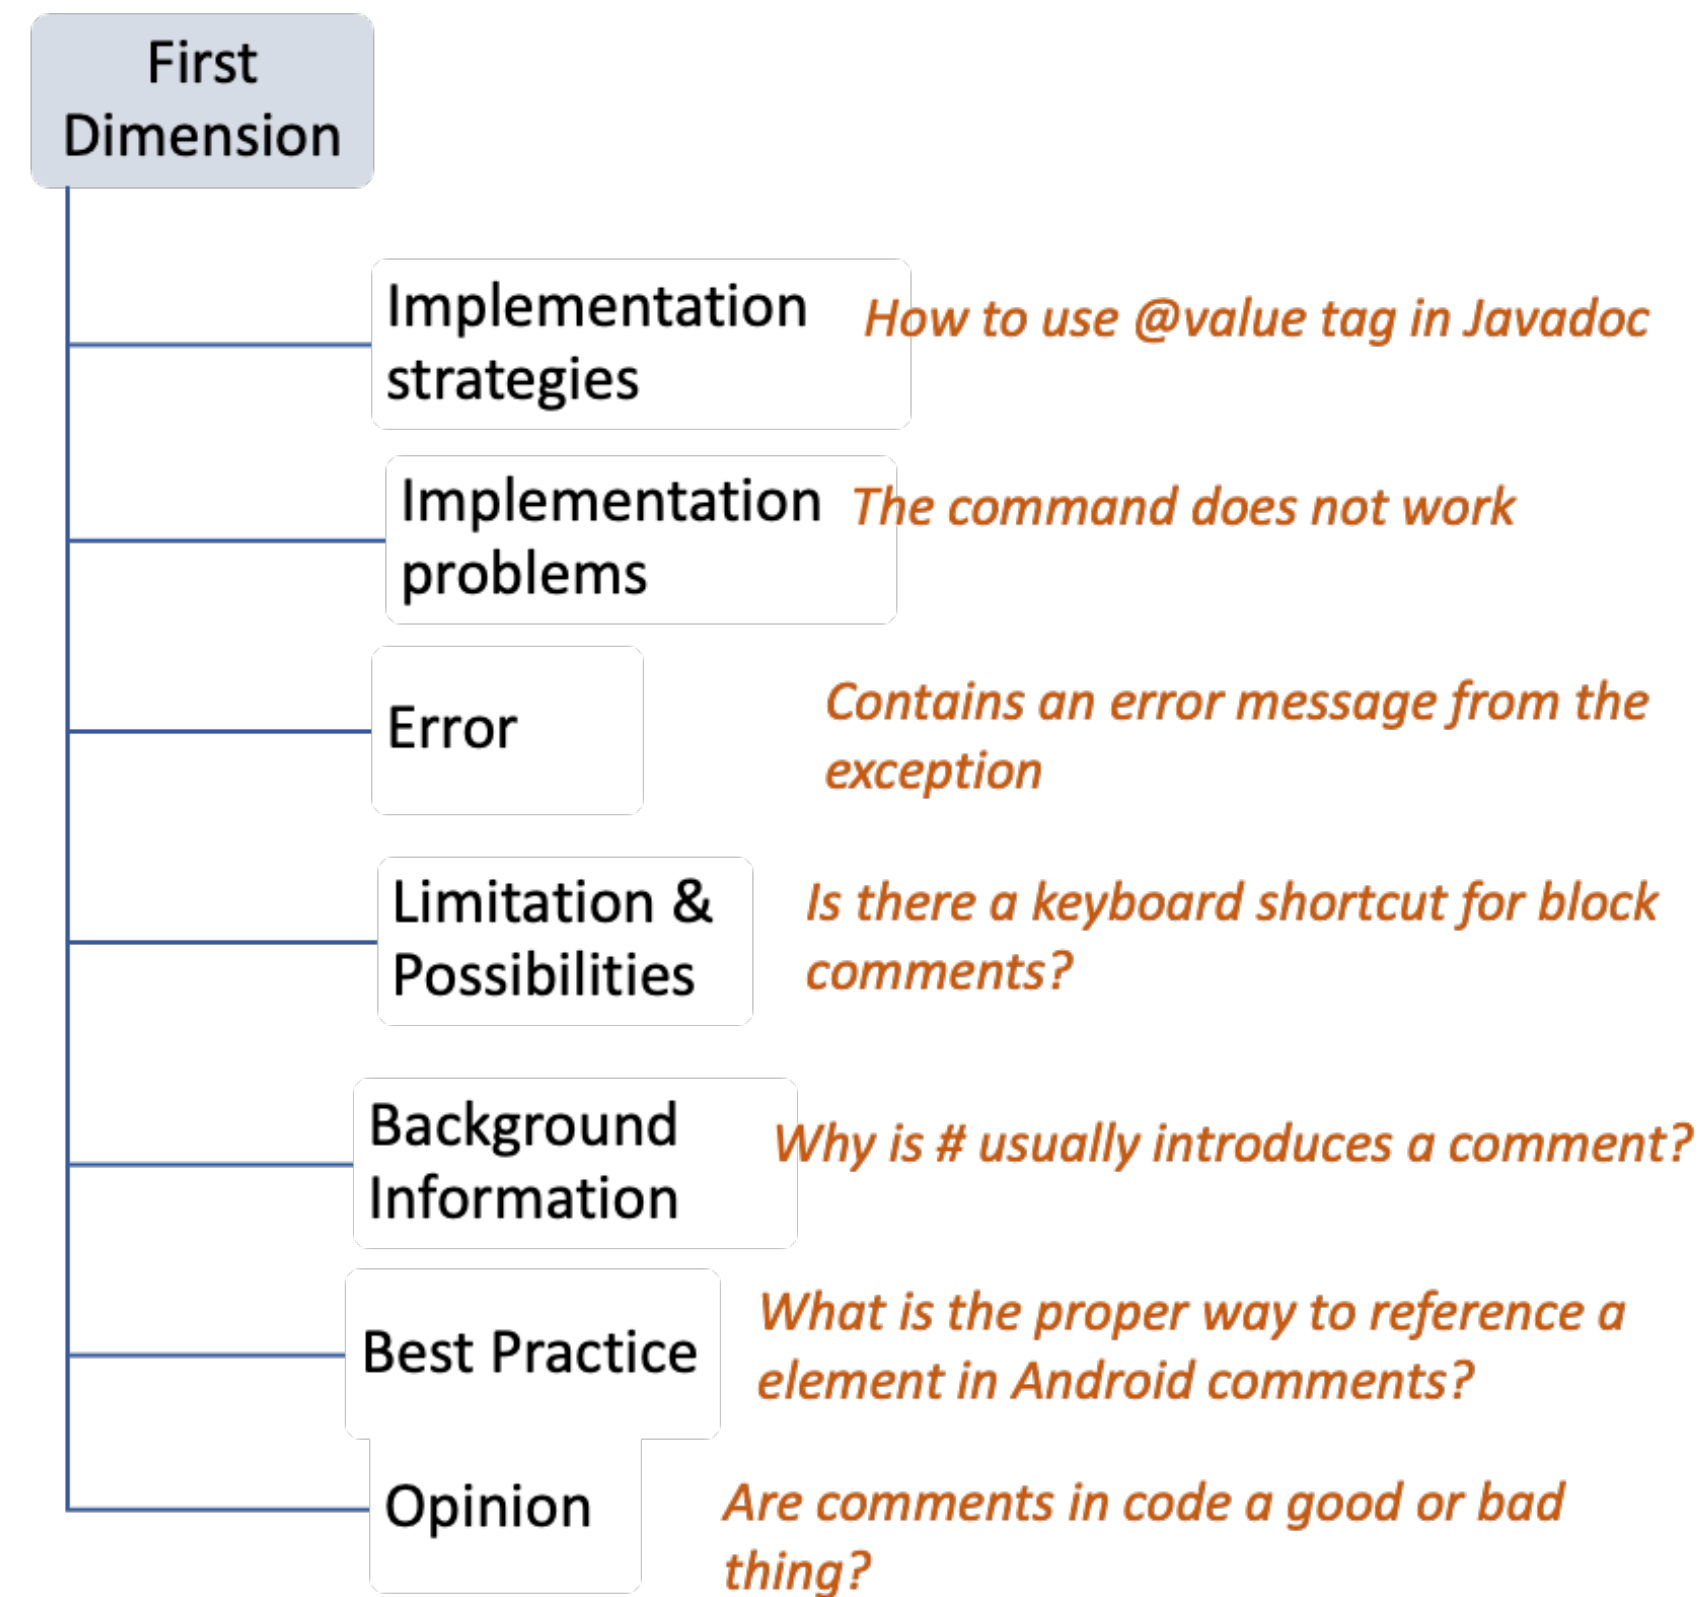 First
Dimension
Implementation
strategies
How to use @value tag in Javadoc
Implementation
problems
The command does not work
Error
Contains an error message from the
exception
Limitation &
Possibilities
Is there a keyboard shortcut for block
comments?
Background
Information
Why is # usually introduces a comment?
Best Practice
What is the proper way to reference a
element in Android comments?
Opinion
Are comments in code a good or bad
thing?